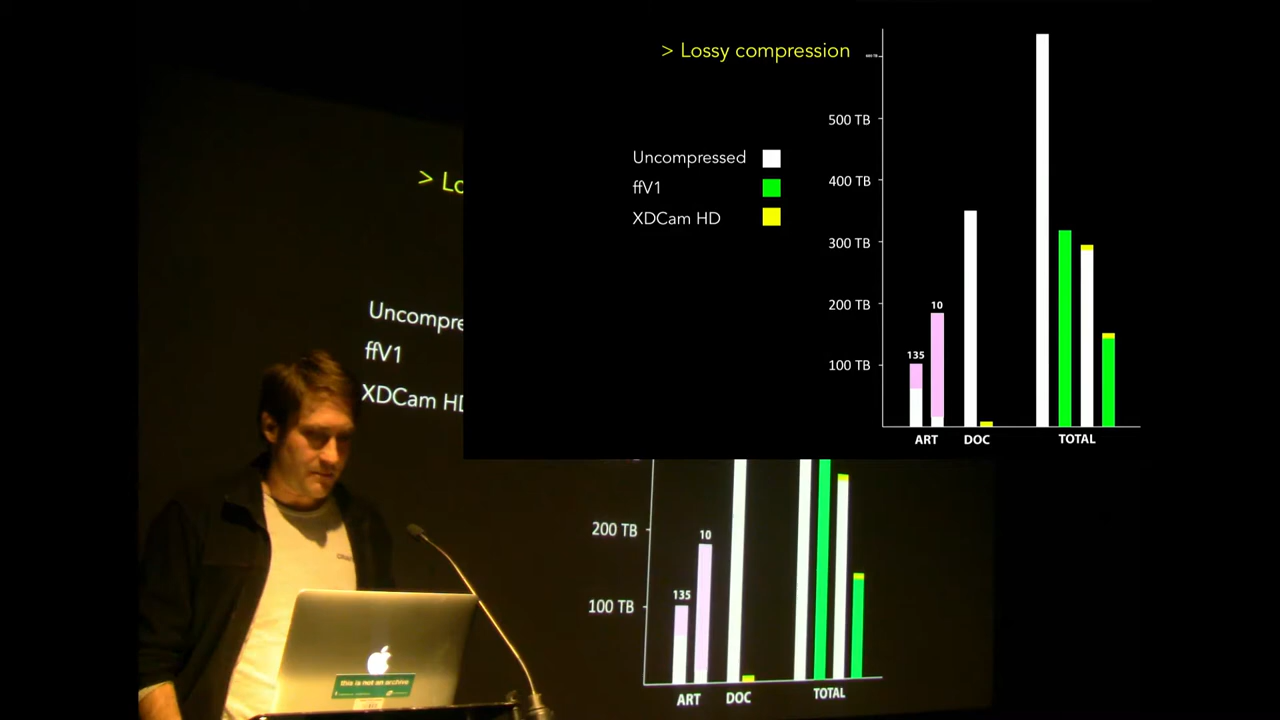 > Lossy compression
Uncompressed
ffV1
XDCam HD
500 TB
400 TB
300 TB
200 TB
100 TB
135
10
ART
DOC
TOTAL
> Lo
Uncompre
ffV1
XDCam HD
200 TB
100 TB
135
10
ART
DOC
TOTAL
this is not an archive